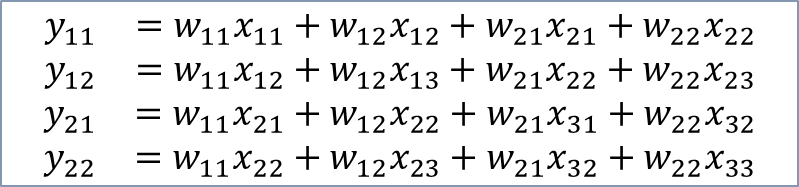 y₁₁ = w₁₁x₁₁ + w₁₂x₁₂ + w₂₁x₂₁ + w₂₂x₂₂
y₁₂ = w₁₁x₁₂ + w₁₂x₁₃ + w₂₁x₂₂ + w₂₂x₂₃
y₂₁ = w₁₁x₂₁ + w₁₂x₂₂ + w₂₁x₃₁ + w₂₂x₃₂
y₂₂ = w₁₁x₂₂ + w₁₂x₂₃ + w₂₁x₃₂ + w₂₂x₃₃